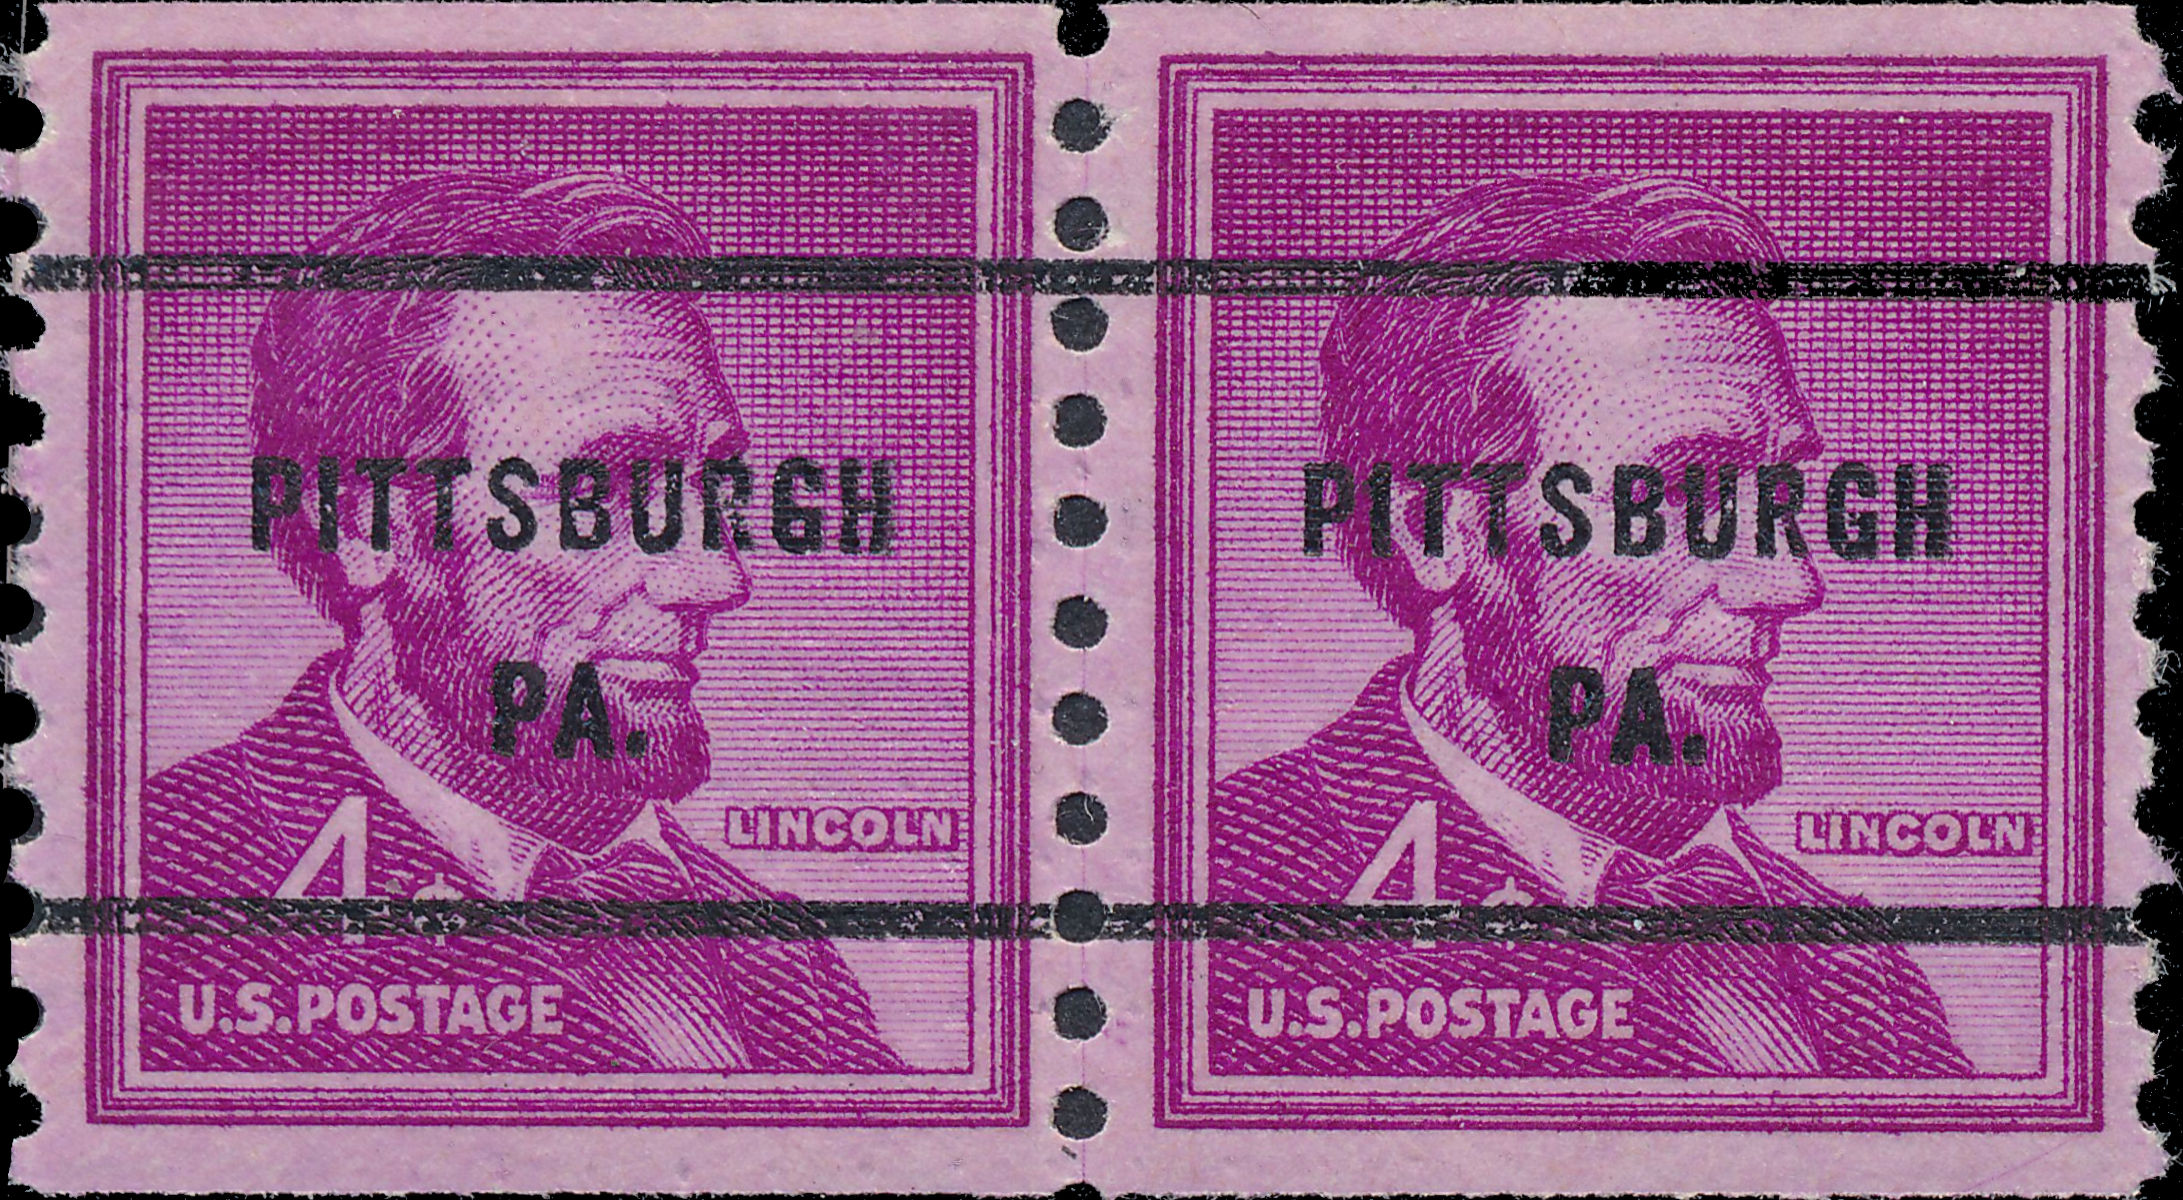 PITTSBURGH
PA.
LINCOLN
4¢
U.S.POSTAGE
PITTSBURGH
PA.
LINCOLN
4¢
U.S.POSTAGE